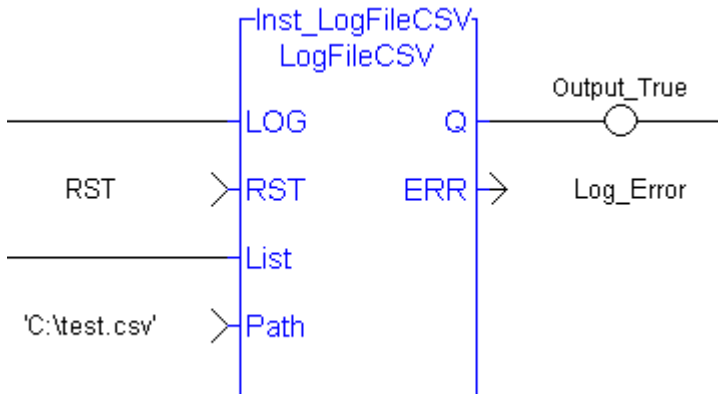 Inst_LogFileCSV
LogFileCSV
Output_True
LOG Q
RST RST ERR Log_Error
List
'C:\test.csv' Path